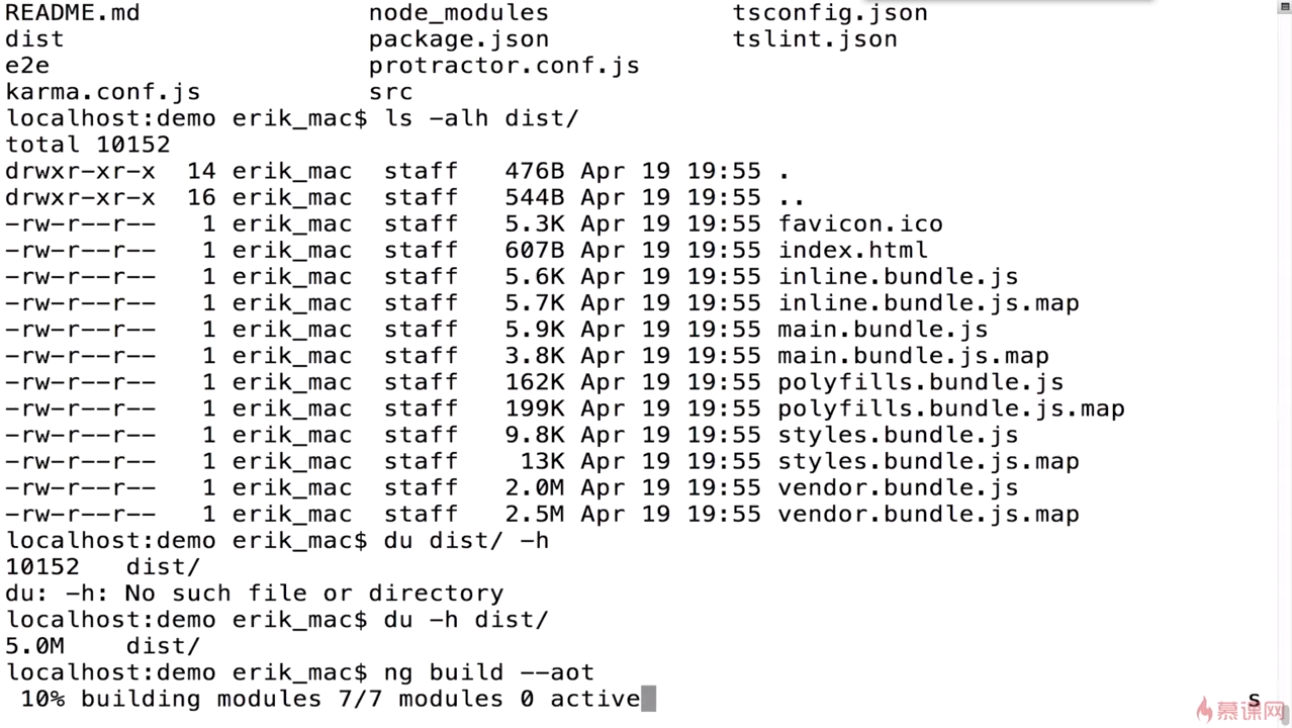 README.md node_modules tsconfig.json
dist package.json tslint.json
e2e protractor.conf.js
karma.conf.js src
localhost:demo erik_mac$ ls -alh dist/
total 10152
drwxr-xr-x 14 erik_mac staff 476B Apr 19 19:55 .
drwxr-xr-x 16 erik_mac staff 544B Apr 19 19:55 ..
-rw-r--r-- 1 erik_mac staff 5.3K Apr 19 19:55 favicon.ico
-rw-r--r-- 1 erik_mac staff 607B Apr 19 19:55 index.html
-rw-r--r-- 1 erik_mac staff 5.6K Apr 19 19:55 inline.bundle.js
-rw-r--r-- 1 erik_mac staff 5.7K Apr 19 19:55 inline.bundle.js.map
-rw-r--r-- 1 erik_mac staff 5.9K Apr 19 19:55 main.bundle.js
-rw-r--r-- 1 erik_mac staff 3.8K Apr 19 19:55 main.bundle.js.map
-rw-r--r-- 1 erik_mac staff 162K Apr 19 19:55 polyfills.bundle.js
-rw-r--r-- 1 erik_mac staff 199K Apr 19 19:55 polyfills.bundle.js.map
-rw-r--r-- 1 erik_mac staff 9.8K Apr 19 19:55 styles.bundle.js
-rw-r--r-- 1 erik_mac staff 13K Apr 19 19:55 styles.bundle.js.map
-rw-r--r-- 1 erik_mac staff 2.0M Apr 19 19:55 vendor.bundle.js
-rw-r--r-- 1 erik_mac staff 2.5M Apr 19 19:55 vendor.bundle.js.map
localhost:demo erik_mac$ du dist/ -h
10152 dist/
du: -h: No such file or directory
localhost:demo erik_mac$ du -h dist/
5.0M dist/
localhost:demo erik_mac$ ng build --aot
10% building modules 7/7 modules 0 active s
慕课网